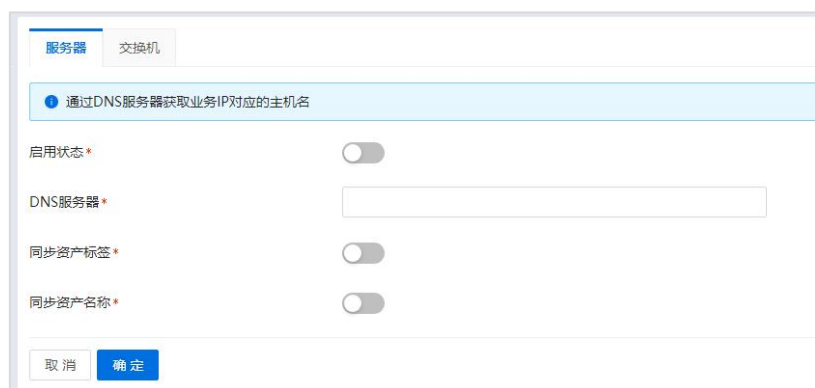 服务器 交换机
通过DNS服务器获取业务IP对应的主机名
启用状态*
DNS服务器*
同步资产标签*
同步资产名称*
取消 确定